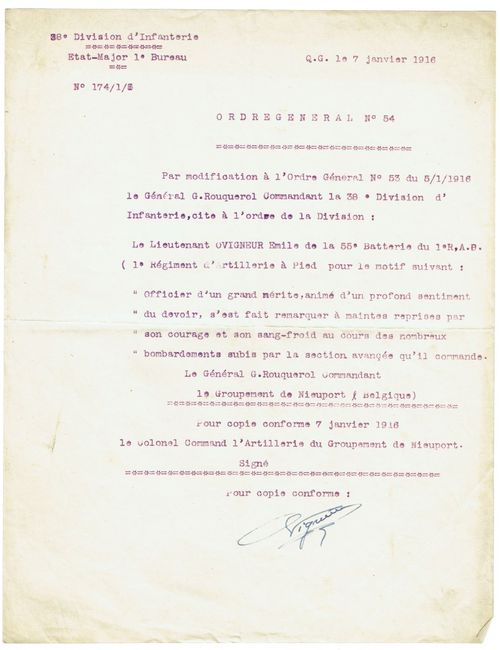 38e Division d'Infanterie
=*=*=*=*=*=*=*=*=
Etat-Major 1e Bureau
=*=
Q.G. le 7 janvier 1916
No 174/1/S
O R D R E G E N E R A L No 54
=*=*=*=*=*=*=*=*=*=*=*=*=*=*=
Par modification à l'Ordre Géneral No 53 du 5/1/1916
le Général G.Rouquerol Commandant la 38 e Division d'
Infanterie,cite à l'ordre de la Division :
Le Lieutenant OVIGNEUR Emile de la 55e Batterie du 1eR,A.P.
( 1e Régiment d'Artillerie à Pied pour le motif suivant :
" Officier d'un grand mérite,animé d'un profond sentiment
" du devoir, s'est fait remarquer à maintes reprises par
" son courage et son sang-froid au cours des nombreux
" bombardements subis par la section avançée qu'il commande.
Le Général G.Rouquerol Commandant
le Groupement de Nieuport ( Belgique)
=*=*=*=*=*=*=*=*=*=*=*=*=*=*=*=*=*=*=*=
Pour copie conforme 7 janvier 1916
le Colonel Command l'Artillerie du Groupement de Nieuport.
Signé
=*=*=*=*=*=*=*=*=*=*=*=*=*=*=*=*=*=*=*=*=*=
Pour copie conforme :